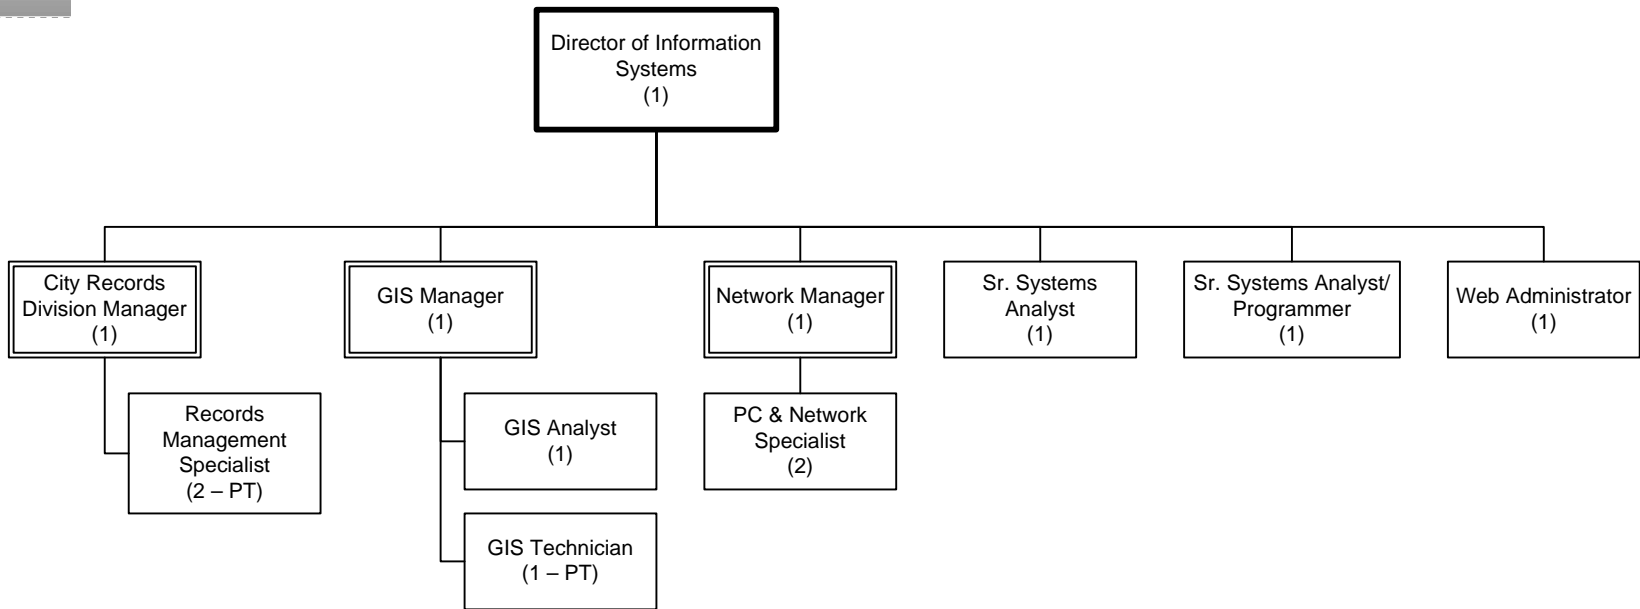 Director of Information
Systems
(1)
City Records
Division Manager
(1)
GIS Manager
(1)
Network Manager
(1)
Sr. Systems
Analyst
(1)
Sr. Systems Analyst/
Programmer
(1)
Web Administrator
(1)
Records
Management
Specialist
(2 – PT)
GIS Analyst
(1)
PC & Network
Specialist
(2)
GIS Technician
(1 – PT)